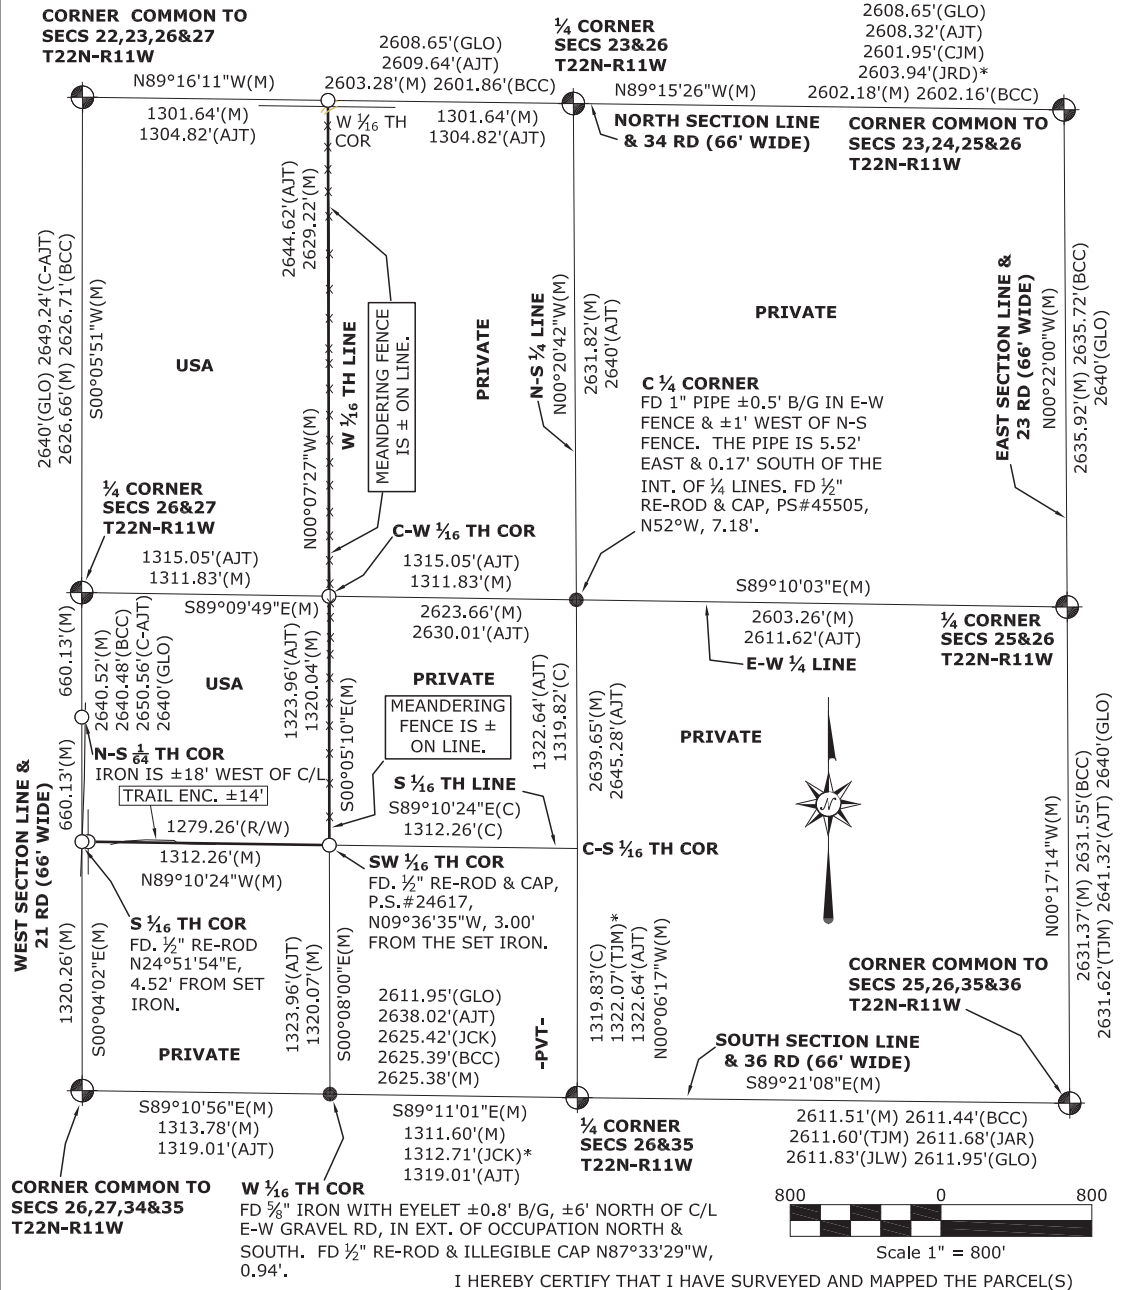 CORNER COMMON TO
SECS 22,23,26&27
T22N-R11W
2608.65'(GLO)
2609.64'(AJT)
2603.28'(M) 2601.86'(BCC)
N89°16'11"W(M)
¼ CORNER
SECS 23&26
T22N-R11W
2608.65'(GLO)
2608.32'(AJT)
2601.95'(CJM)
2603.94'(JRD)*
2602.18'(M) 2602.16'(BCC)
N89°15'26"W(M)
1301.64'(M)
1304.82'(AJT)
W 1⁄16 TH
COR
1301.64'(M)
1304.82'(AJT)
NORTH SECTION LINE
& 34 RD (66' WIDE)
CORNER COMMON TO
SECS 23,24,25&26
T22N-R11W
2640'(GLO) 2649.24'(C-AJT)
2626.66'(M) 2626.71'(BCC)
S00°05'51"W(M)
USA
2644.62'(AJT)
2629.22'(M)
N00°07'27"W(M)
W 1⁄16 TH LINE
MEANDERING FENCE
IS ± ON LINE.
PRIVATE
N-S ¼ LINE
N00°20'42"W(M)
2631.82'(M)
2640'(AJT)
PRIVATE
C ¼ CORNER
FD 1" PIPE ±0.5' B/G IN E-W
FENCE & ±1' WEST OF N-S
FENCE. THE PIPE IS 5.52'
EAST & 0.17' SOUTH OF THE
INT. OF ¼ LINES. FD ½"
RE-ROD & CAP, PS#45505,
N52°W, 7.18'.
EAST SECTION LINE &
23 RD (66' WIDE)
N00°22'00"W(M)
2635.92'(M) 2635.72'(BCC)
2640'(GLO)
¼ CORNER
SECS 26&27
T22N-R11W
1315.05'(AJT)
1311.83'(M)
S89°09'49"E(M)
C-W 1⁄16 TH COR
1315.05'(AJT)
1311.83'(M)
2623.66'(M)
2630.01'(AJT)
S89°10'03"E(M)
2603.26'(M)
2611.62'(AJT)
E-W ¼ LINE
¼ CORNER
SECS 25&26
T22N-R11W
660.13'(M)
2640.52'(M)
2640.48'(BCC)
2650.56'(C-AJT)
2640'(GLO)
USA
1323.96'(AJT)
1320.04'(M)
S00°05'10"E(M)
PRIVATE
MEANDERING
FENCE IS ±
ON LINE.
1322.64'(AJT)
1319.82'(C)
2639.65'(M)
2645.28'(AJT)
PRIVATE
N-S 1⁄64 TH COR
IRON IS ±18' WEST OF C/L
TRAIL ENC. ±14'
660.13'(M)
WEST SECTION LINE &
21 RD (66' WIDE)
1279.26'(R/W)
1312.26'(M)
N89°10'24"W(M)
S 1⁄16 TH LINE
S89°10'24"E(C)
1312.26'(C)
N
C-S 1⁄16 TH COR
SW 1⁄16 TH COR
FD. ½" RE-ROD & CAP,
P.S.#24617,
N09°36'35"W, 3.00'
FROM THE SET IRON.
S 1⁄16 TH COR
FD. ½" RE-ROD
N24°51'54"E,
4.52' FROM SET
IRON.
1320.26'(M)
S00°04'02"E(M)
PRIVATE
1323.96'(AJT)
1320.07'(M)
S00°08'00"E(M)
2611.95'(GLO)
2638.02'(AJT)
2625.42'(JCK)
2625.39'(BCC)
2625.38'(M)
-PVT-
1319.83'(C)
1322.07'(TJM)*
1322.64'(AJT)
N00°06'17"W(M)
N00°17'14"W(M)
2631.37'(M) 2631.55'(BCC)
2631.62'(TJM) 2641.32'(AJT) 2640'(GLO)
CORNER COMMON TO
SECS 25,26,35&36
T22N-R11W
SOUTH SECTION LINE
& 36 RD (66' WIDE)
S89°21'08"E(M)
S89°10'56"E(M)
1313.78'(M)
1319.01'(AJT)
S89°11'01"E(M)
1311.60'(M)
1312.71'(JCK)*
1319.01'(AJT)
¼ CORNER
SECS 26&35
T22N-R11W
2611.51'(M) 2611.44'(BCC)
2611.60'(TJM) 2611.68'(JAR)
2611.83'(JLW) 2611.95'(GLO)
CORNER COMMON TO
SECS 26,27,34&35
T22N-R11W
W 1⁄16 TH COR
FD ⅝" IRON WITH EYELET ±0.8' B/G, ±6' NORTH OF C/L
E-W GRAVEL RD, IN EXT. OF OCCUPATION NORTH &
SOUTH. FD ½" RE-ROD & ILLEGIBLE CAP N87°33'29"W,
0.94'.
800 0 800
Scale 1" = 800'
I HEREBY CERTIFY THAT I HAVE SURVEYED AND MAPPED THE PARCEL(S)